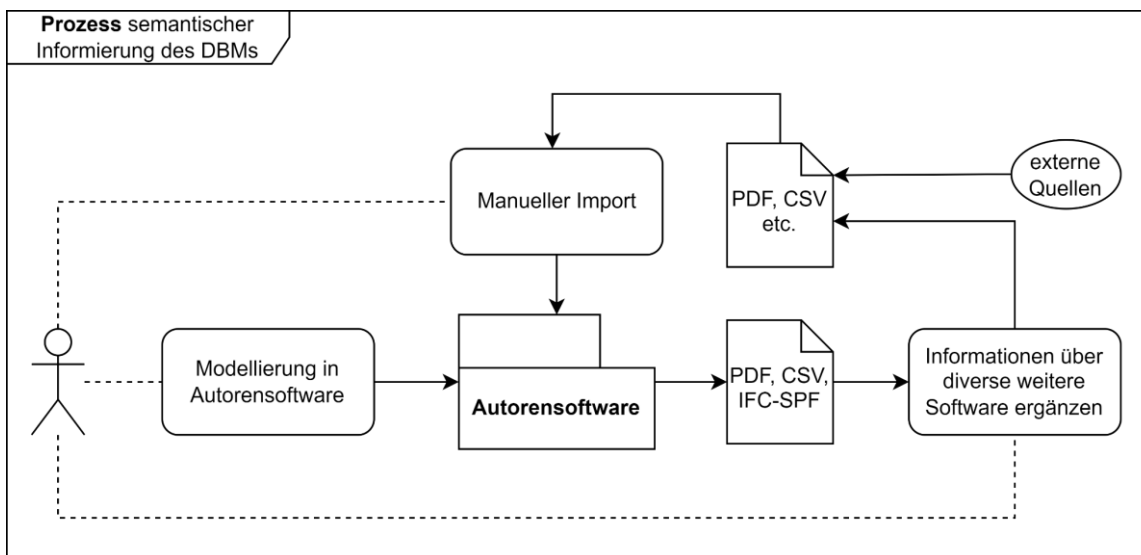 Prozess semantischer
Informierung des DBMs
Manueller Import
PDF, CSV
etc.
externe
Quellen
Modellierung in
Autorensoftware
Autorensoftware
PDF, CSV,
IFC-SPF
Informationen über
diverse weitere
Software ergänzen